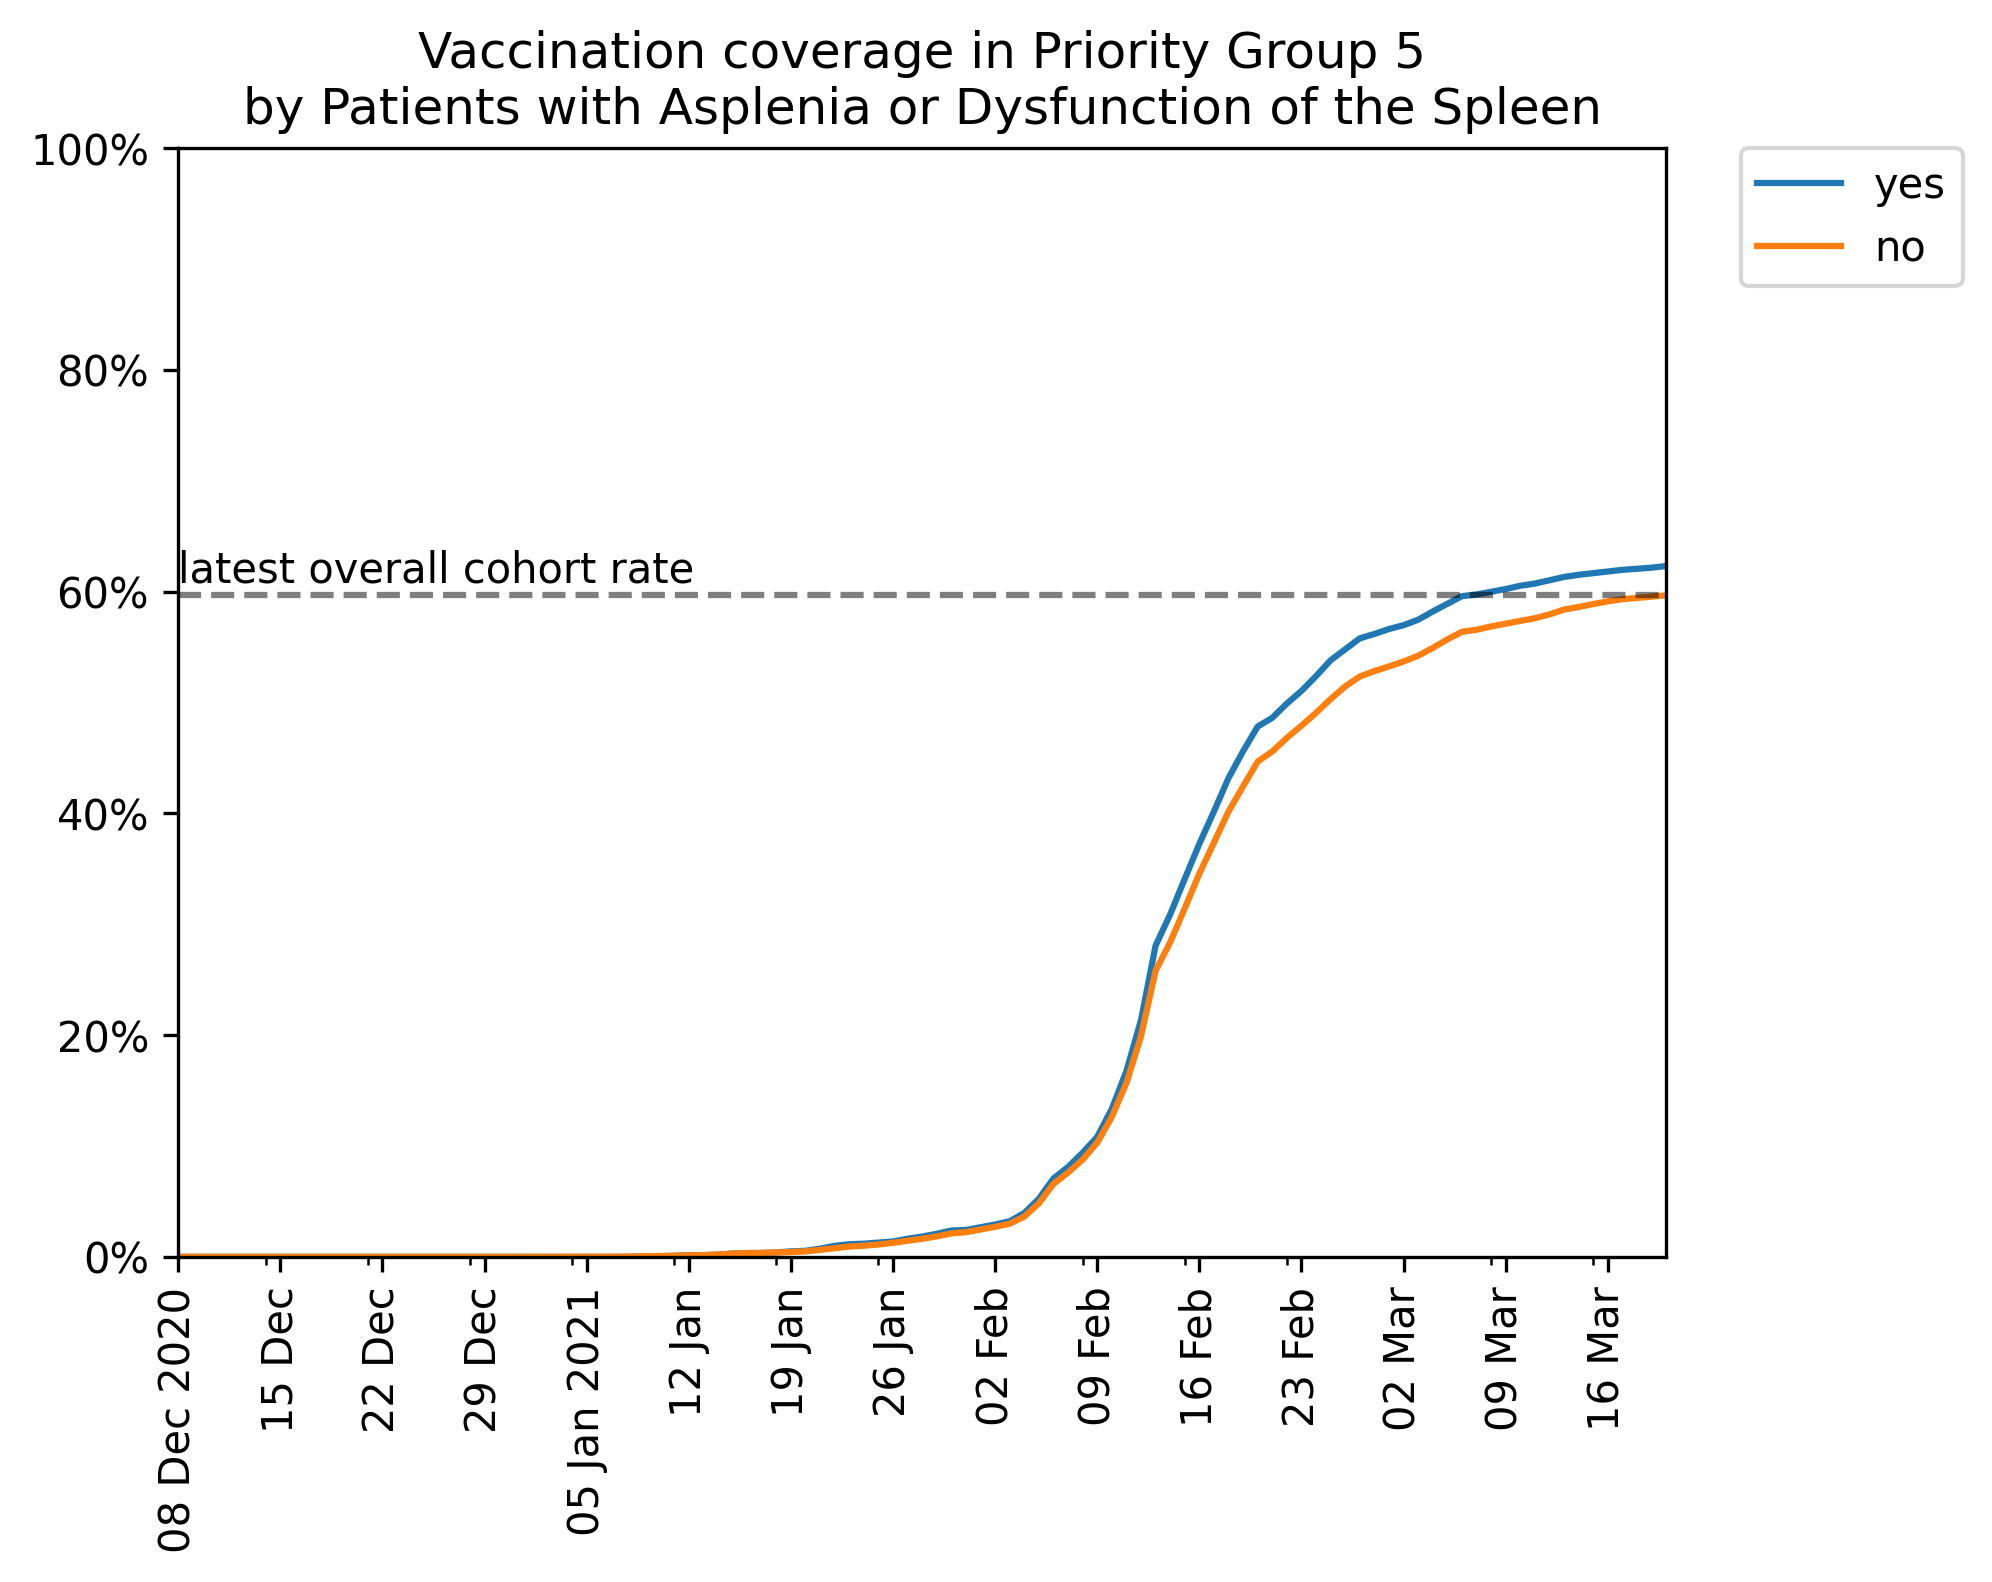 Vaccination coverage in Priority Group 5
by Patients with Asplenia or Dysfunction of the Spleen
100%
80%
60%
40%
20%
0%
latest overall cohort rate
yes
no
08 Dec 2020
15 Dec
22 Dec
29 Dec
05 Jan 2021
12 Jan
19 Jan
26 Jan
02 Feb
09 Feb
16 Feb
23 Feb
02 Mar
09 Mar
16 Mar